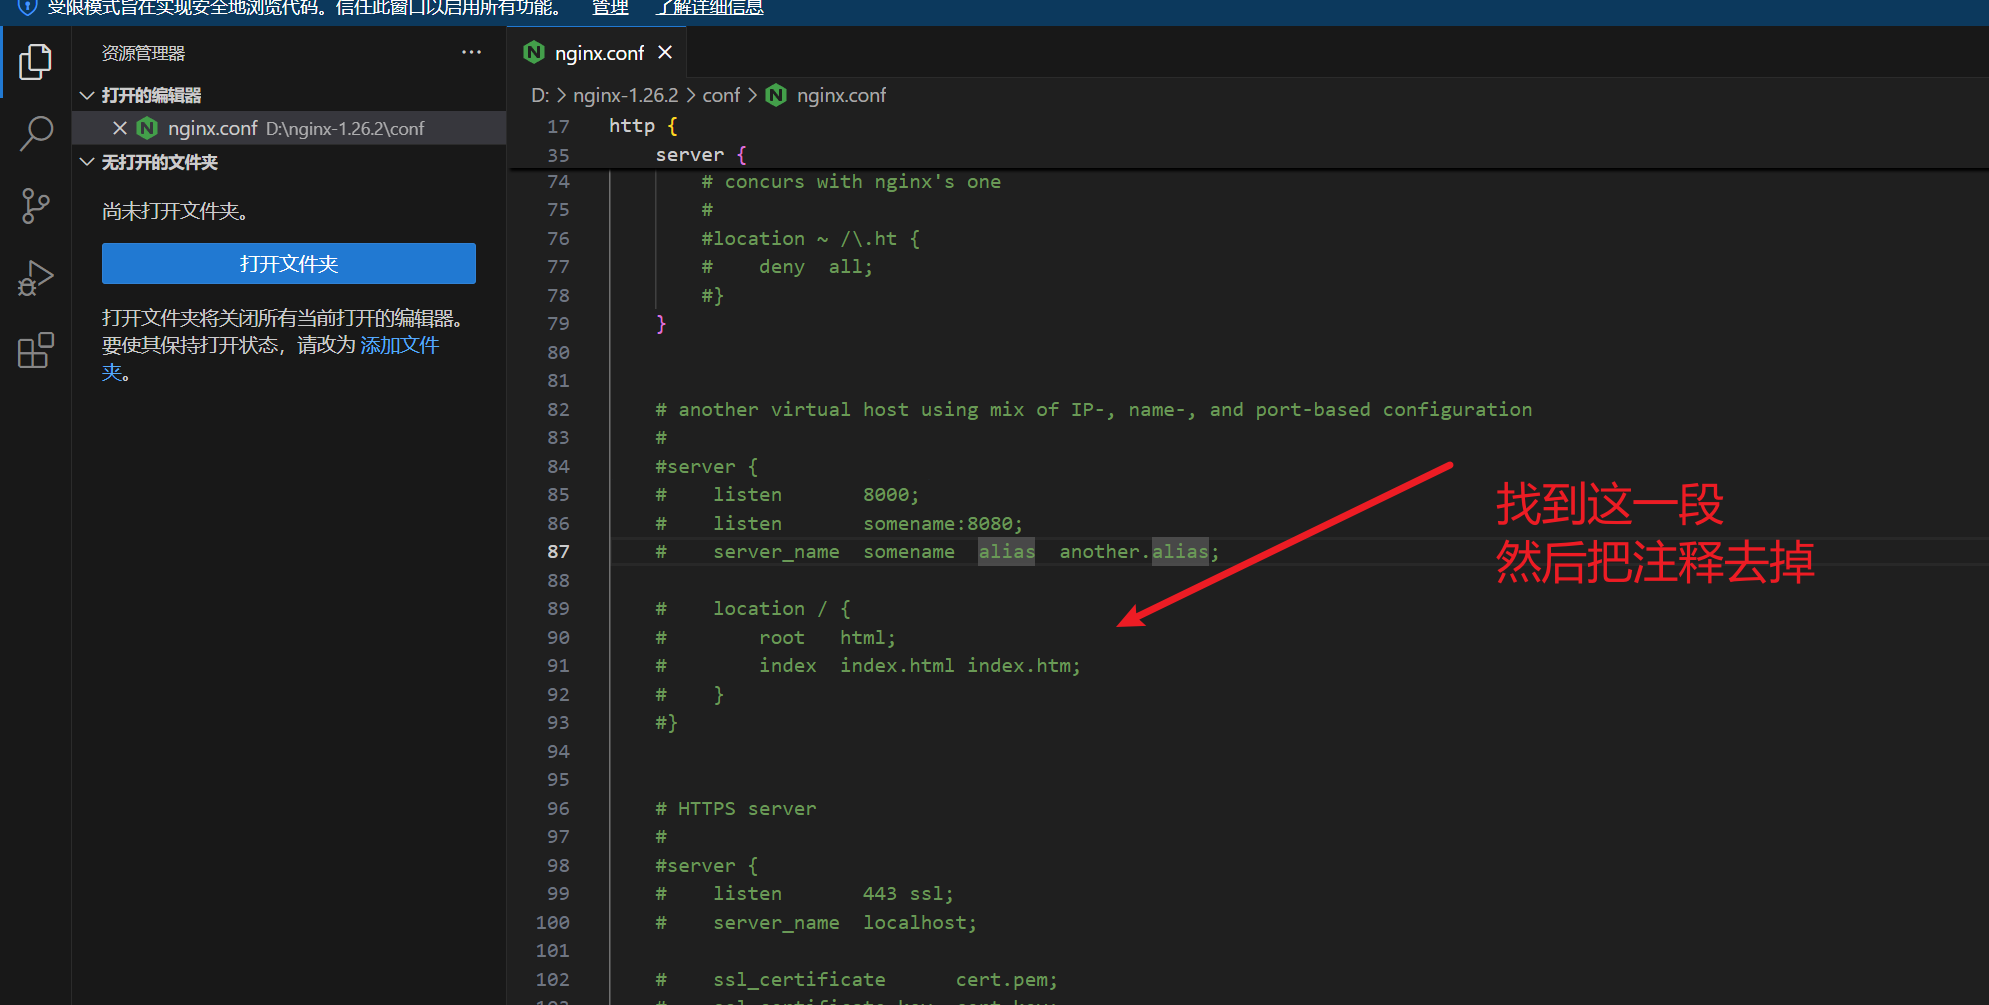 受限模式旨在实现安全地浏览代码。信任此窗口以启用所有功能。 管理 了解详细信息
资源管理器 ···
打开的编辑器
nginx.conf D:\nginx-1.26.2\conf
无打开的文件夹
尚未打开文件夹。
打开文件夹
打开文件夹将关闭所有当前打开的编辑器。
要使其保持打开状态，请改为 添加文件
夹。
nginx.conf
D: > nginx-1.26.2 > conf > nginx.conf
17 http {
35 server {
74 # concurs with nginx's one
75 #
76 #location ~ /\.ht {
77 # deny all;
78 #}
79 }
80
81
82 # another virtual host using mix of IP-, name-, and port-based configuration
83 #
84 #server {
85 # listen 8000;
86 # listen somename:8080;
87 # server_name somename alias another.alias;
88
89 # location / {
90 # root html;
91 # index index.html index.htm;
92 # }
93 #}
94
95
96 # HTTPS server
97 #
98 #server {
99 # listen 443 ssl;
100 # server_name localhost;
101
102 # ssl_certificate cert.pem;
找到这一段
然后把注释去掉